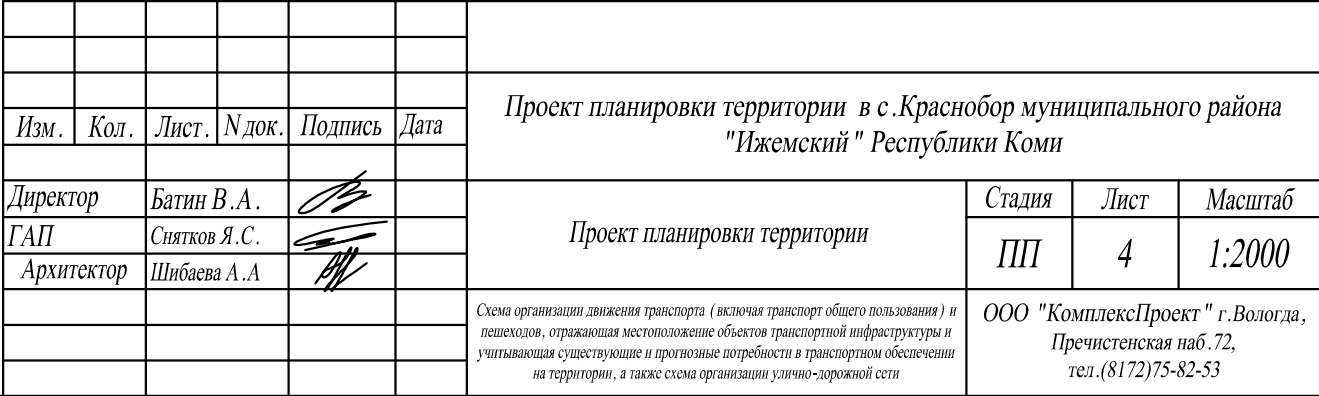 Изм. Кол. Лист. N док. Подпись Дата
Директор Батин В.А.
ГАП Снятков Я.С.
Архитектор Шибаева А.А
Проект планировки территории в с.Краснобор муниципального района
"Ижемский" Республики Коми
Проект планировки территории
Стадия Лист Масштаб
ПП 4 1:2000
Схема организации движения транспорта (включая транспорт общего пользования) и
пешеходов, отражающая местоположение объектов транспортной инфраструктуры и
учитывающая существующие и прогнозные потребности в транспортном обеспечении
на территории, а также схема организации улично-дорожной сети
ООО "КомплексПроект" г.Вологда,
Пречистенская наб.72,
тел.(8172)75-82-53